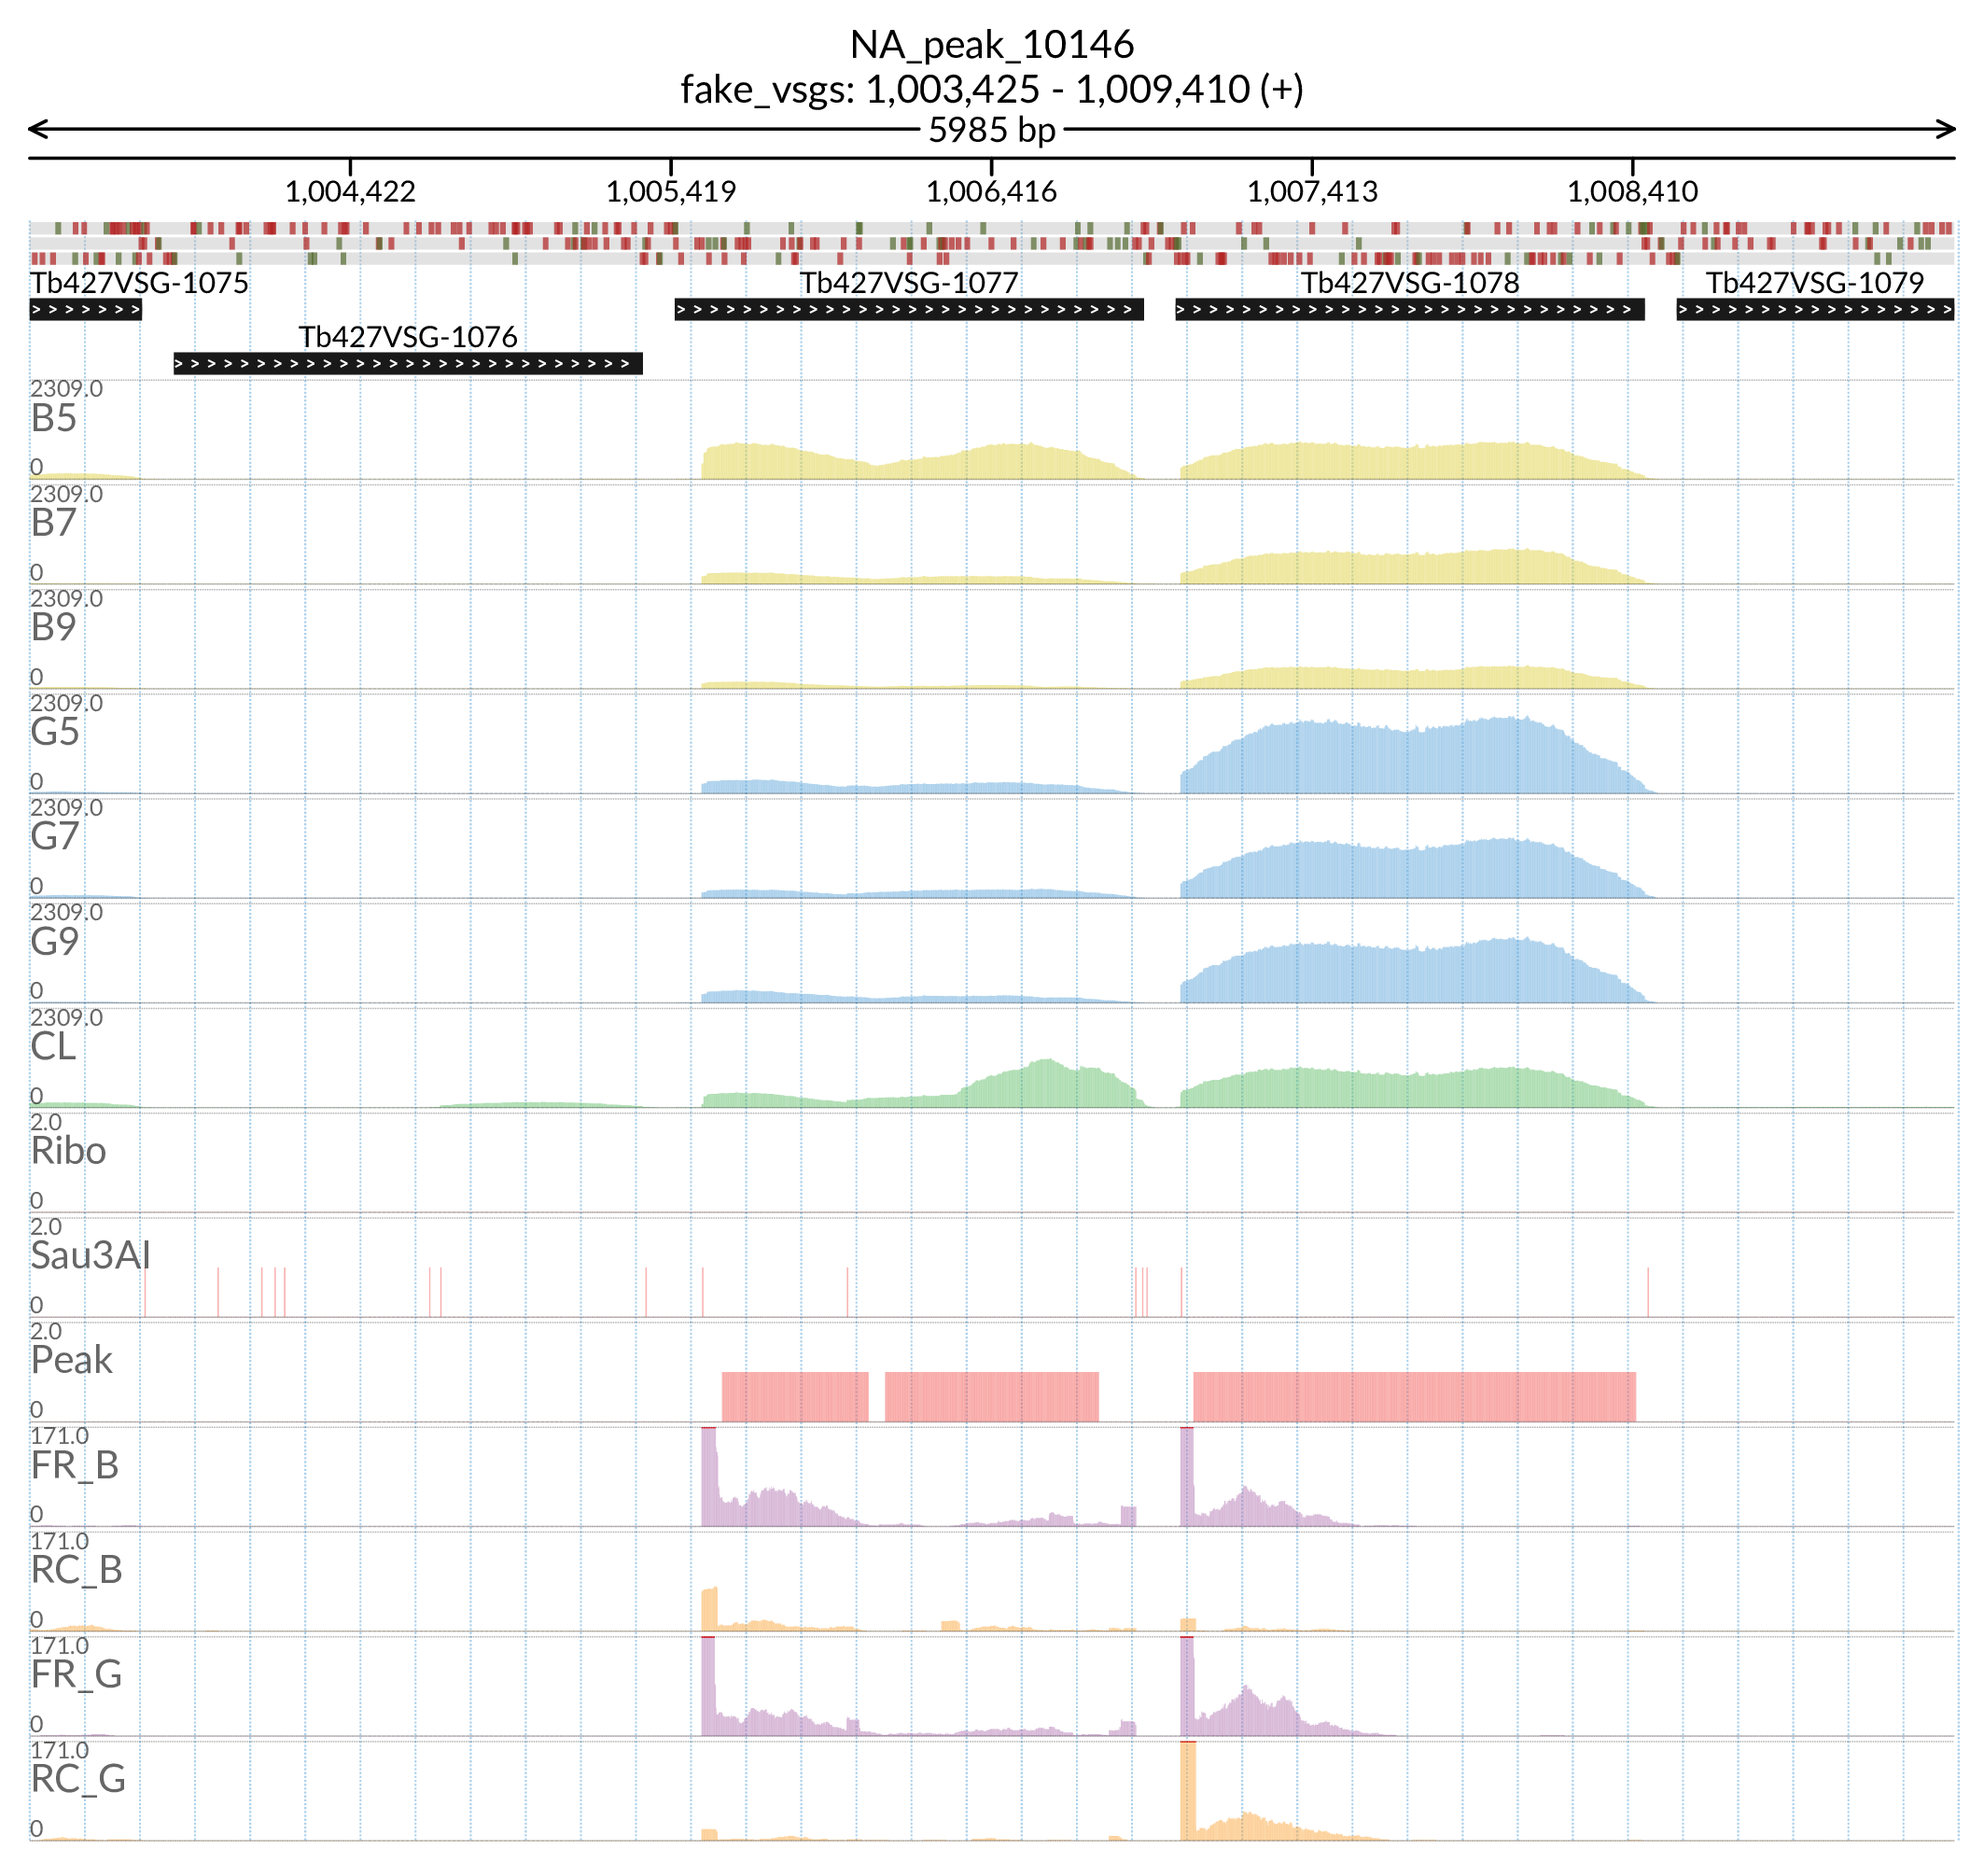 NA_peak_10146
fake_vsgs: 1,003,425 - 1,009,410 (+)
5985 bp
1,004,422 1,005,419 1,006,416 1,007,413 1,008,410
Tb427VSG-1075 Tb427VSG-1077 Tb427VSG-1078 Tb427VSG-1079
Tb427VSG-1076
2309.0
B5
0
2309.0
B7
0
2309.0
B9
0
2309.0
G5
0
2309.0
G7
0
2309.0
G9
0
2309.0
CL
0
2.0
Ribo
0
2.0
Sau3AI
0
2.0
Peak
0
171.0
FR_B
0
171.0
RC_B
0
171.0
FR_G
0
171.0
RC_G
0